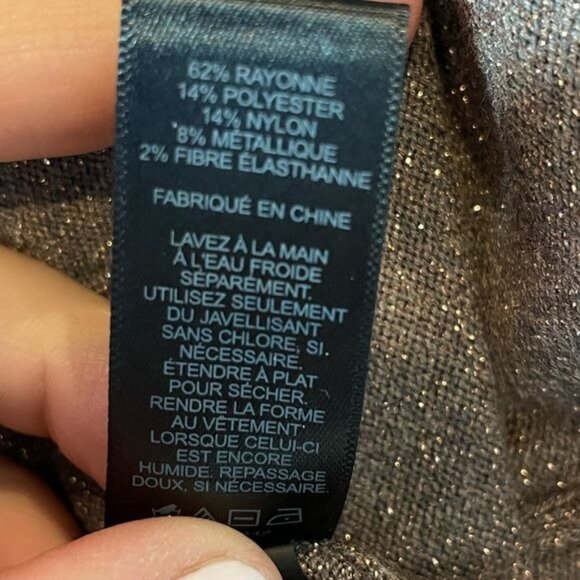 62% RAYONNE
14% POLYESTER
14% NYLON
8% MÉTALLIQUE
2% FIBRE ÉLASTHANNE
FABRIQUÉ EN CHINE
LAVEZ À LA MAIN
À L'EAU FROIDE
SÉPARÉMENT.
UTILISEZ SEULEMENT
DU JAVELLISANT
SANS CHLORE, SI
NÉCESSAIRE.
ÉTENDRE À PLAT
POUR SÉCHER.
RENDRE LA FORME
AU VÊTEMENT
LORSQUE CELUI-CI
EST ENCORE
HUMIDE. REPASSAGE
DOUX, SI NÉCESSAIRE.